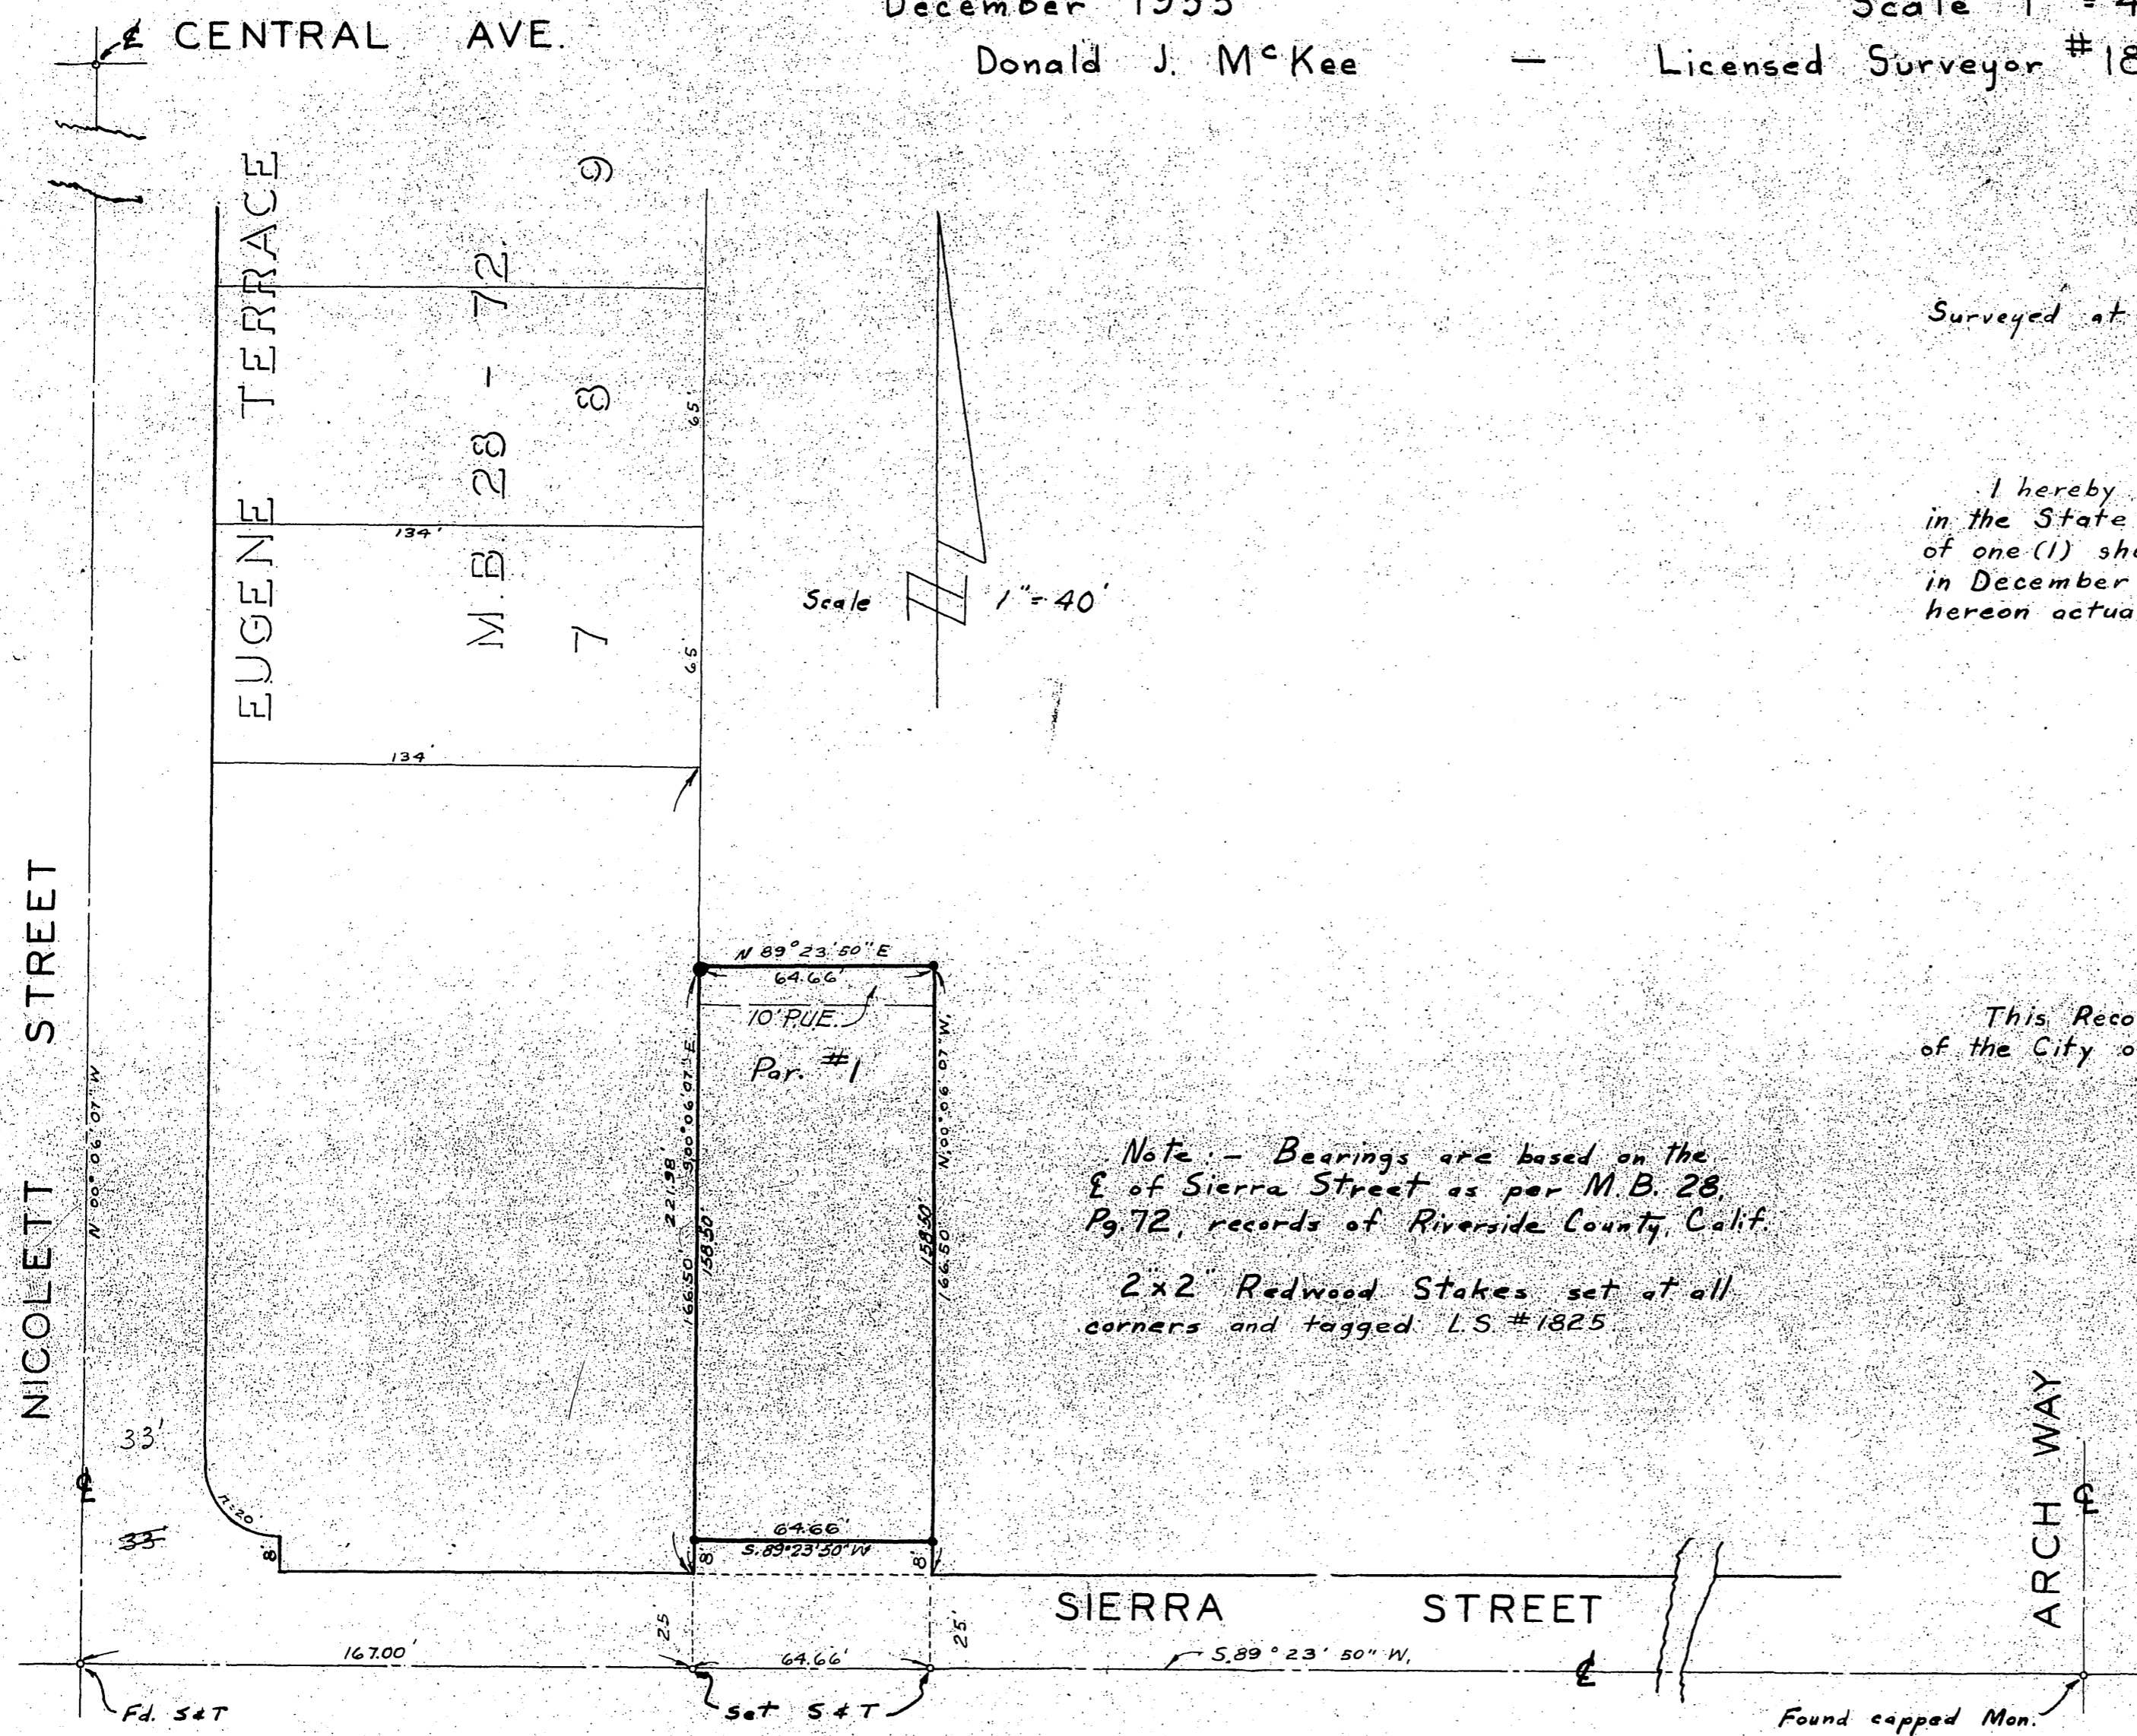 December 1955
Scale 1" = 4
℄ CENTRAL AVE.
Donald J. McKee — Licensed Surveyor #18
EUGENE TERRACE
M.B. 28 - 72.
9
8
7
65'
65'
134'
134'
Scale 1" = 40'
Surveyed at
I hereby
in the State
of one (1) sh
in December
hereon actua
NICOLETT STREET
N 00° 06' 07" W
N 89° 23' 50" E
64.66'
10' P.U.E.
Par. #1
S.00° 06' 07" E.
N.00° 06' 07" W.
221.98'
166.50'
158.50'
158.50'
166.50'
This Reco
of the City o
Note :- Bearings are based on the
℄ of Sierra Street as per M.B. 28,
Pg.72, records of Riverside County, Calif.
2"x2" Redwood Stakes set at all
corners and tagged L.S #1825
33'
℄
r=20
33'
8'
64.66'
S.89°23'50"W
8'
8'
ARCH WAY
℄
SIERRA STREET
25'
25'
167.00'
64.66'
S.89° 23' 50" W.
℄
Fd. S&T
set S & T
Found capped Mon.